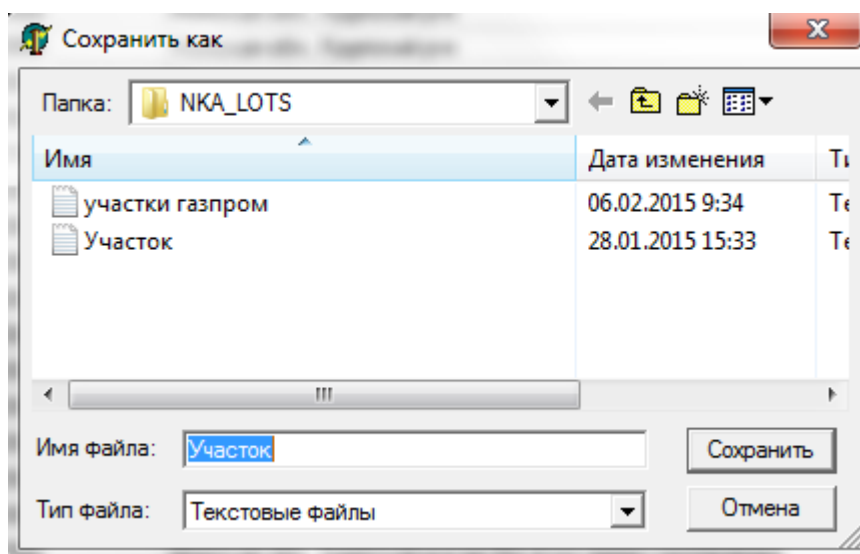 Сохранить как
Папка: NKA_LOTS
Имя Дата изменения
участки газпром 06.02.2015 9:34
Участок 28.01.2015 15:33
Имя файла: Участок Сохранить
Тип файла: Текстовые файлы Отмена